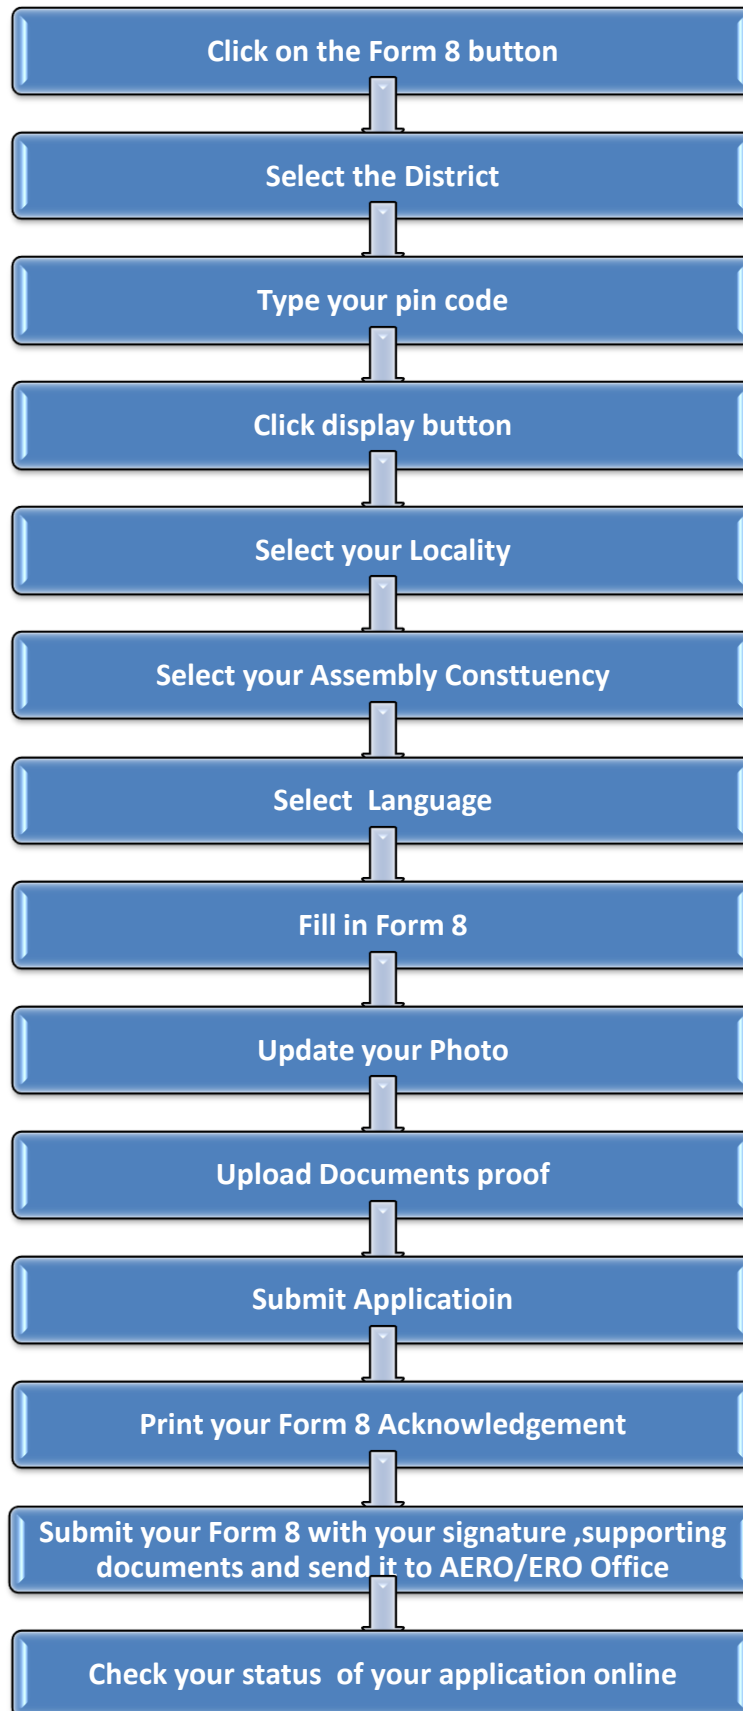 Click on the Form 8 button
Select the District
Type your pin code
Click display button
Select your Locality
Select your Assembly Consttuency
Select  Language
Fill in Form 8
Update your Photo
Upload Documents proof
Submit Applicatioin
Print your Form 8 Acknowledgement
Submit your Form 8 with your signature ,supporting
documents and send it to AERO/ERO Office
Check your status  of your application online